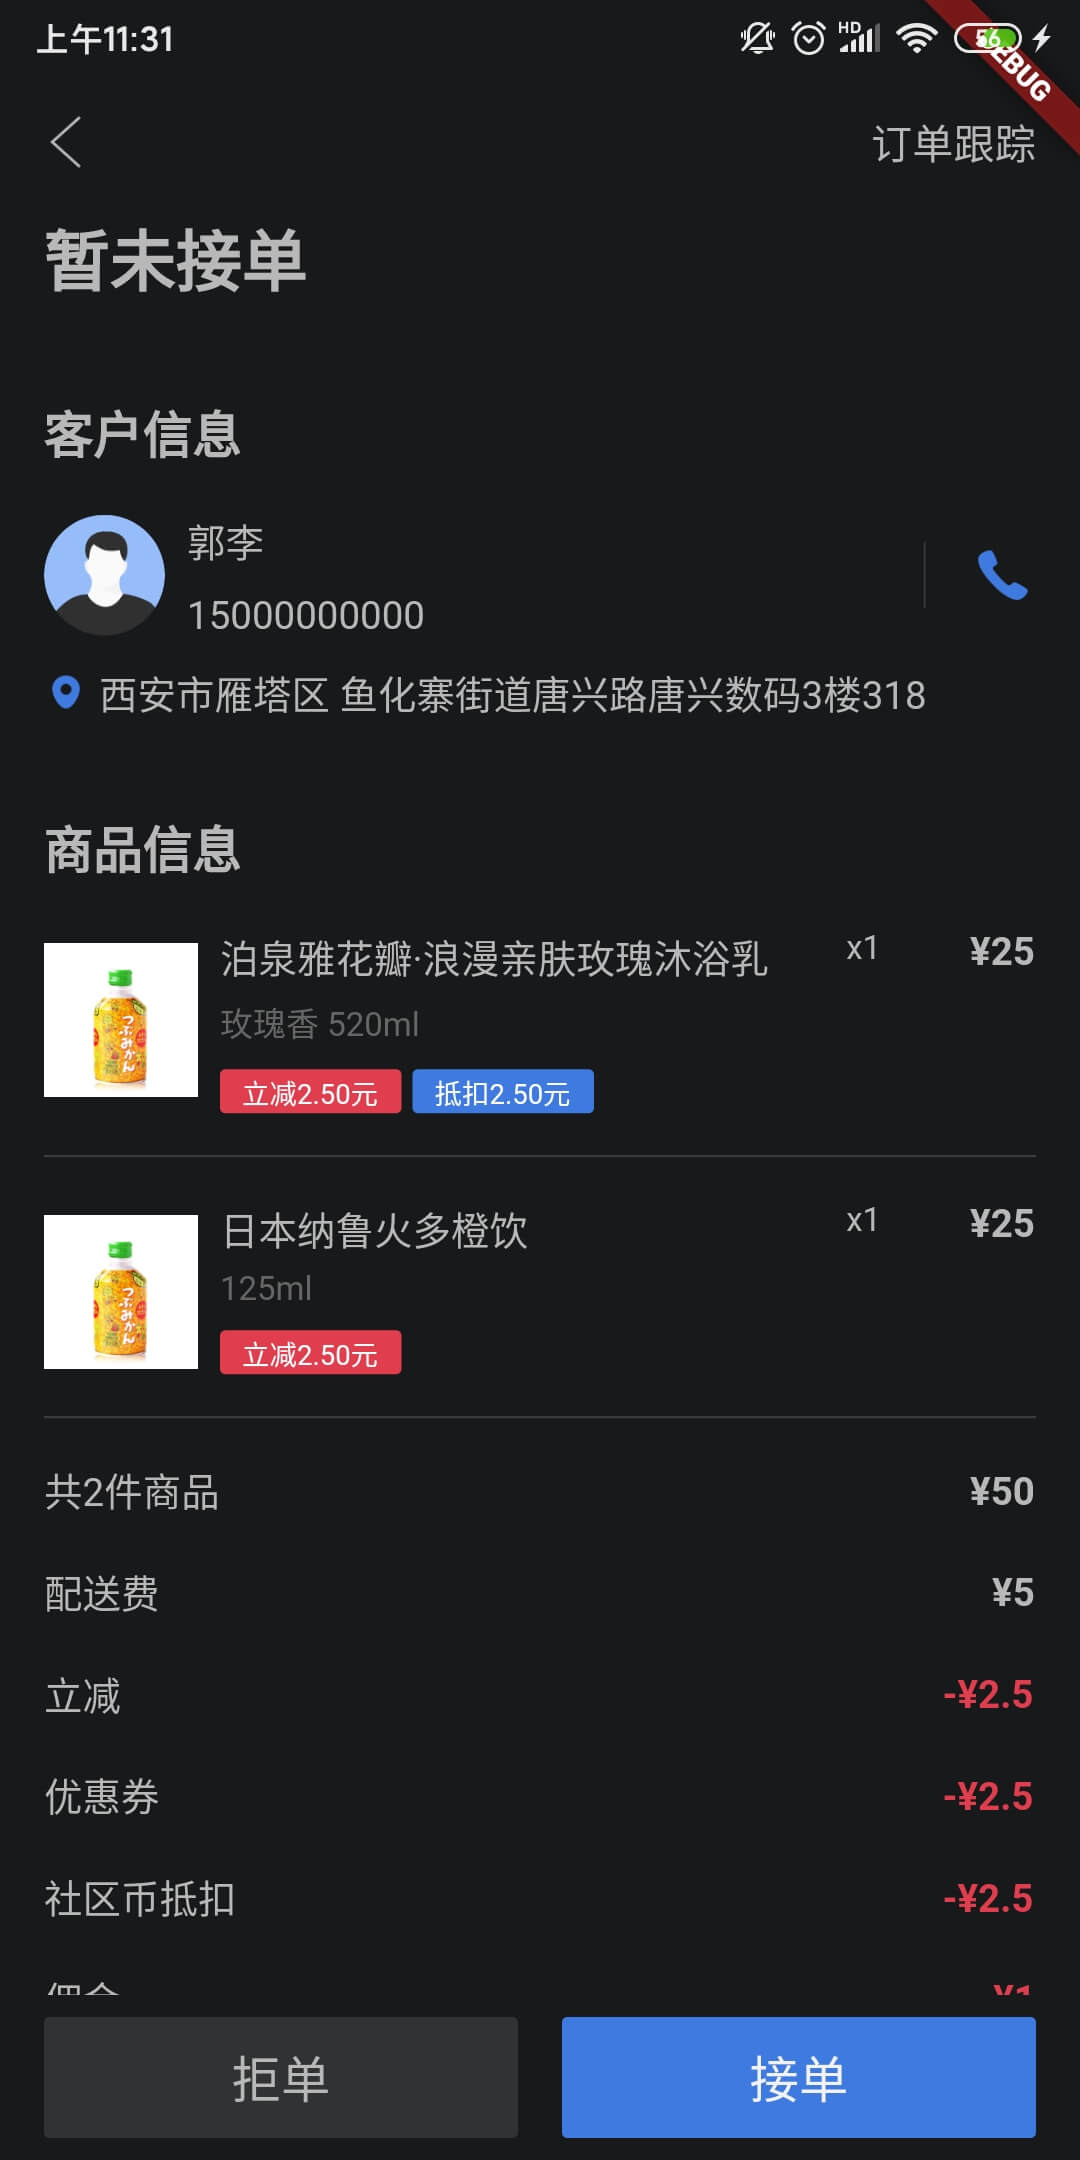 上午11:31
HD
56
DEBUG
订单跟踪
暂未接单
客户信息
郭李
15000000000
西安市雁塔区 鱼化寨街道唐兴路唐兴数码3楼318
商品信息
泊泉雅花瓣·浪漫亲肤玫瑰沐浴乳 x1 ¥25
玫瑰香 520ml
つぶみかん
立减2.50元 抵扣2.50元
日本纳鲁火多橙饮 x1 ¥25
125ml
つぶみかん
立减2.50元
共2件商品 ¥50
配送费 ¥5
立减 -¥2.5
优惠券 -¥2.5
社区币抵扣 -¥2.5
佣金 ¥1
拒单 接单